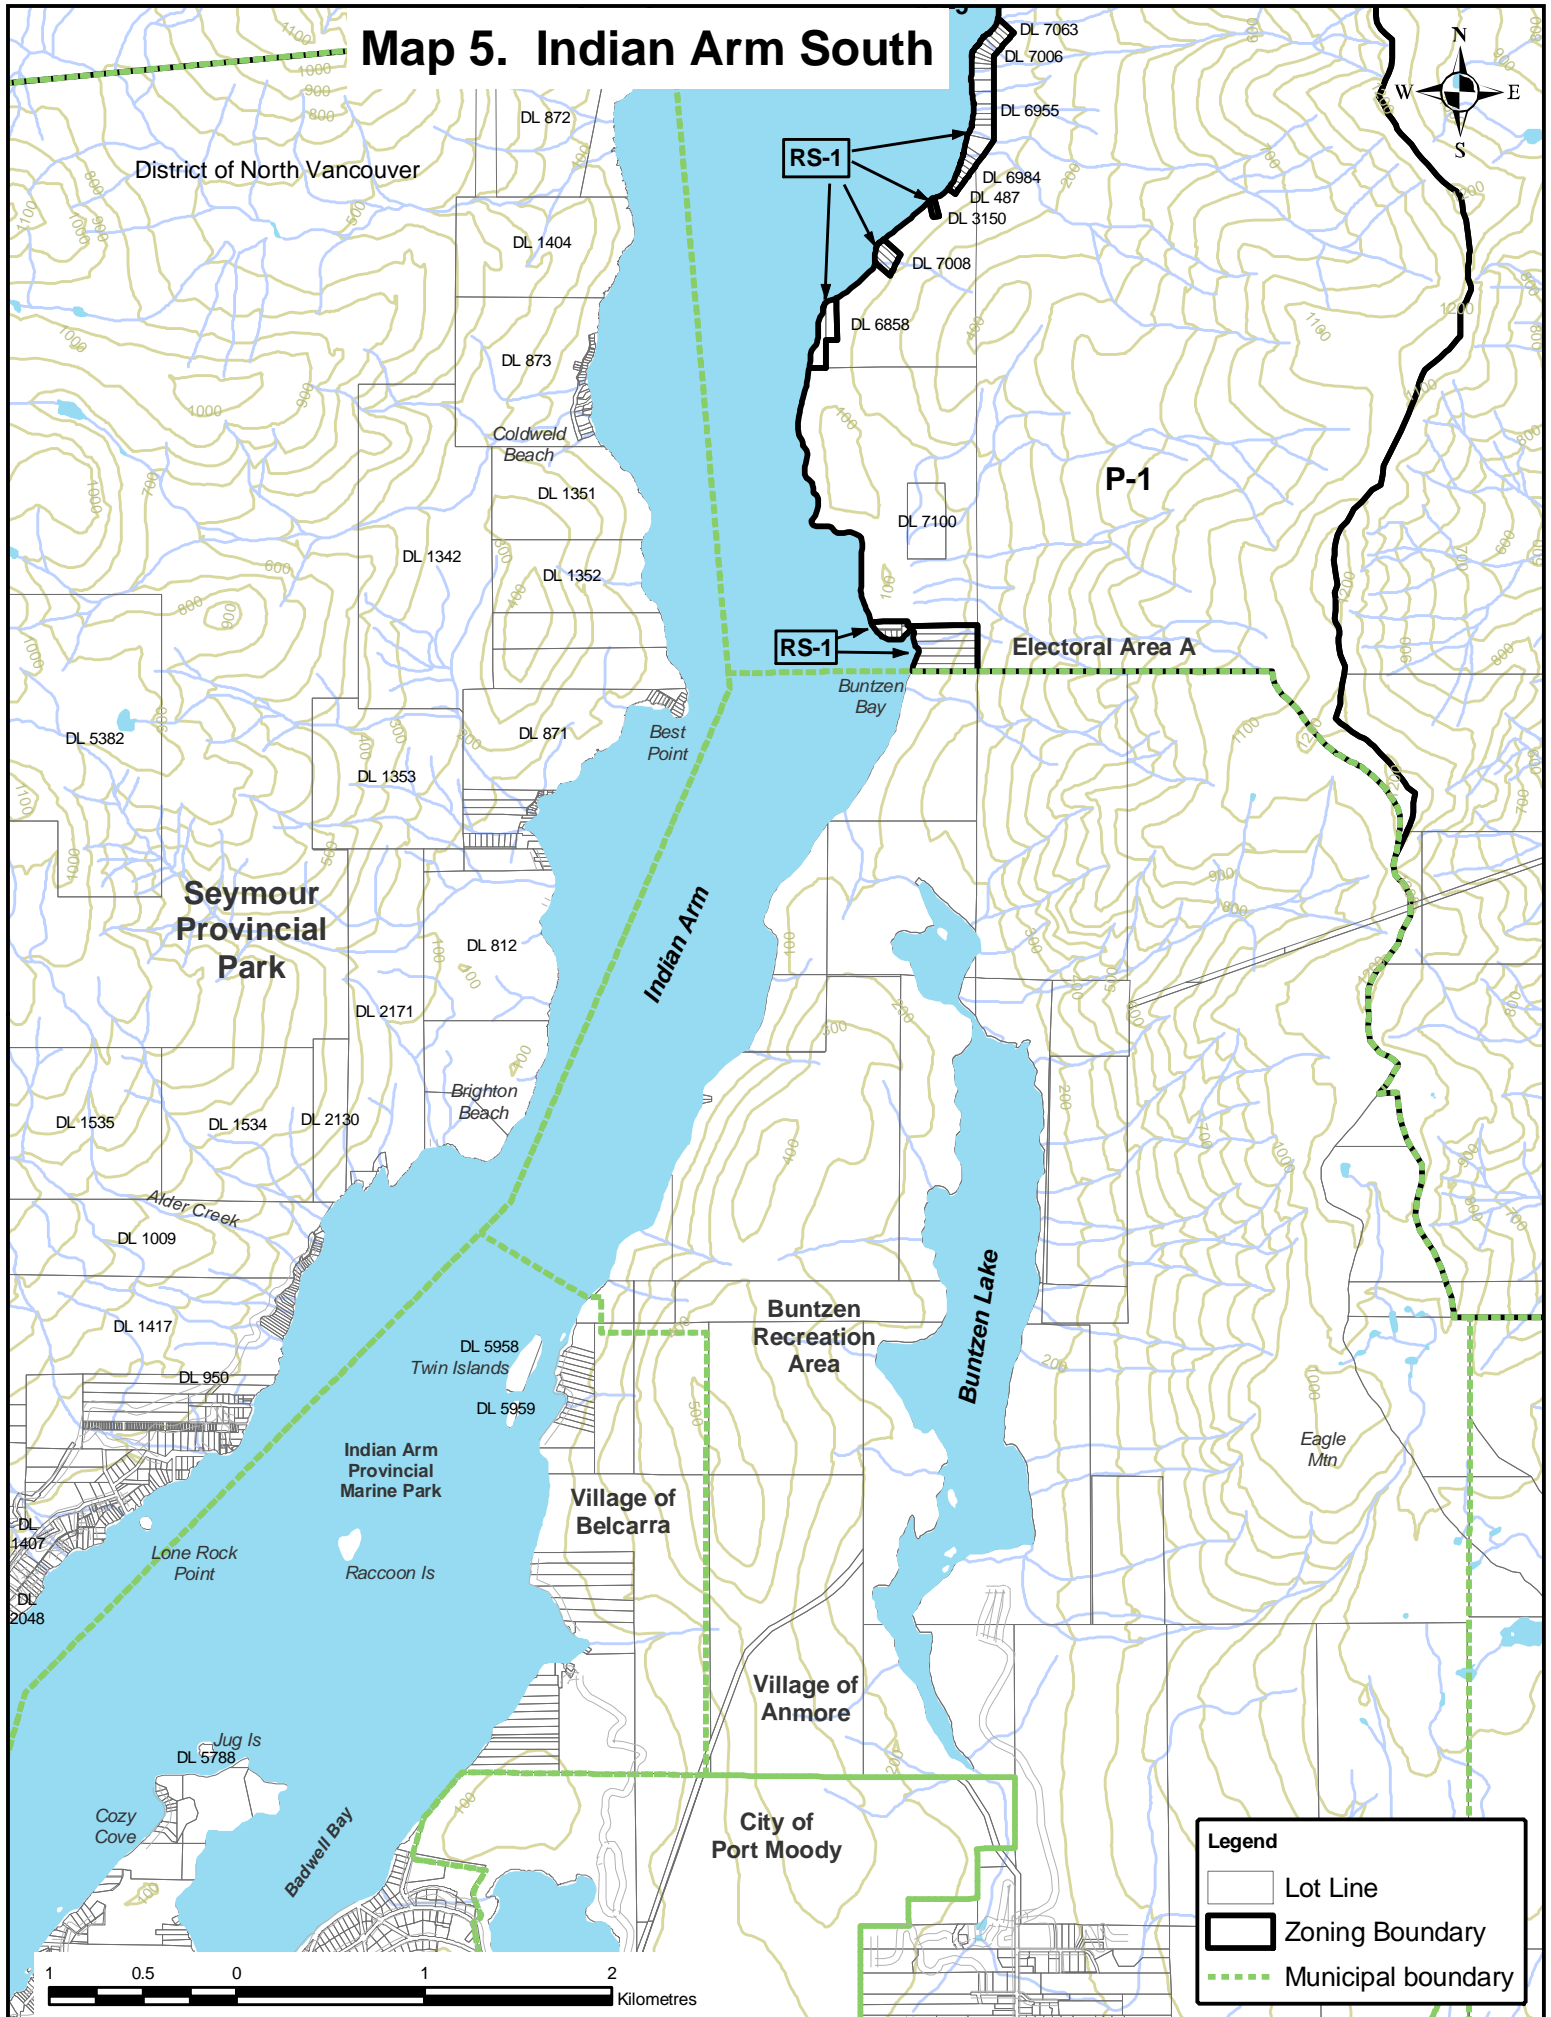 Map 5.  Indian Arm South
N
W
E
S
DL 7063
DL 7006
DL 6955
DL 872
RS-1
District of North Vancouver
DL 6984
DL 487
DL 3150
DL 1404
DL 7008
DL 6858
DL 873
Coldweld
Beach
P-1
DL 1351
DL 7100
DL 1342
DL 1352
RS-1
Electoral Area A
Buntzen
Bay
DL 5382
DL 871
Best
Point
DL 1353
Seymour
Provincial
Park
Indian Arm
DL 812
DL 2171
Brighton
Beach
DL 1535
DL 1534
DL 2130
Alder Creek
DL 1009
DL 1417
Buntzen
Recreation
Area
Buntzen Lake
DL 5958
Twin Islands
DL 950
DL 5959
Indian Arm
Provincial
Marine Park
Eagle
Mtn
Village of
Belcarra
DL
1407
Lone Rock
Point
Raccoon Is
DL
2048
Village of
Anmore
Jug Is
DL 5788
Cozy
Cove
Badwell Bay
City of
Port Moody
Legend
Lot Line
Zoning Boundary
Municipal boundary
1 0.5 0 1 2
Kilometres